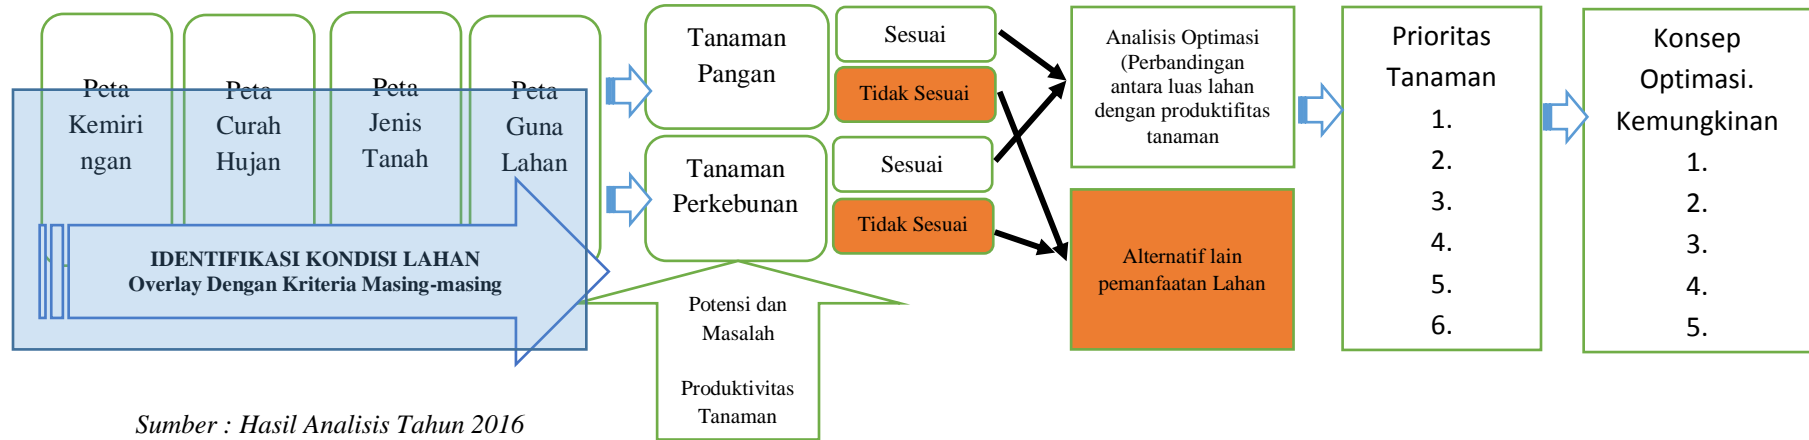 Peta
Kemiri
ngan
Peta
Curah
Hujan
Peta
Jenis
Tanah
Peta
Guna
Lahan
IDENTIFIKASI KONDISI LAHAN
Overlay Dengan Kriteria Masing-masing
Tanaman
Pangan
Sesuai
Tidak Sesuai
Tanaman
Perkebunan
Sesuai
Tidak Sesuai
Potensi dan
Masalah
Produktivitas
Tanaman
Analisis Optimasi
(Perbandingan
antara luas lahan
dengan produktifitas
tanaman
Alternatif lain
pemanfaatan Lahan
Prioritas
Tanaman
1.
2.
3.
4.
5.
6.
Konsep
Optimasi.
Kemungkinan
1.
2.
3.
4.
5.
Sumber : Hasil Analisis Tahun 2016